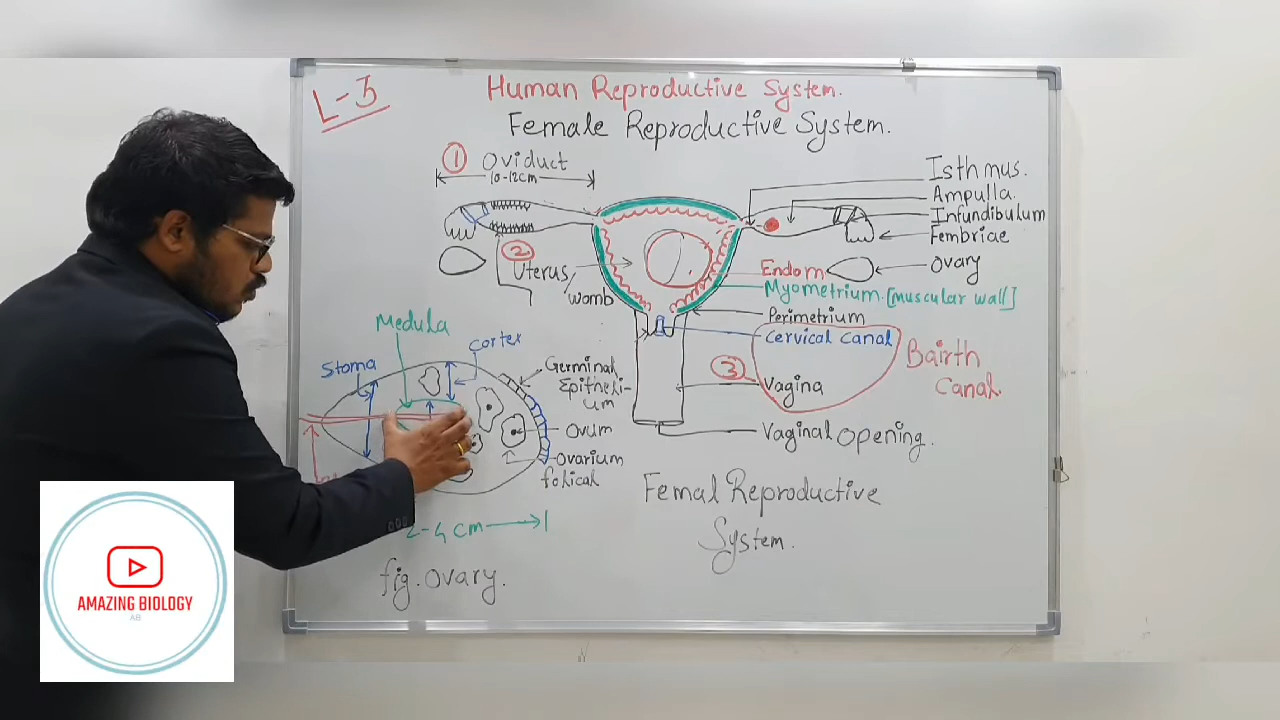 L-3
Human Reproductive System.
Female Reproductive System.
1 Oviduct
10-12cm
Isthmus.
Ampulla.
Infundibulum
Fembriae
Ovary
2
Uterus
Womb
Endom
Myometrium. [Muscular wall]
Perimetrium
Cervical canal
3
Vagina
Bairth
Canal
Vaginal opening.
Femal Reproductive
System.
Medula
Cortex
Stoma
Germinal
Epitheli-
um
Ovum
Ovarium
folical
2-4 cm
fig. ovary.
AMAZING BIOLOGY
AB